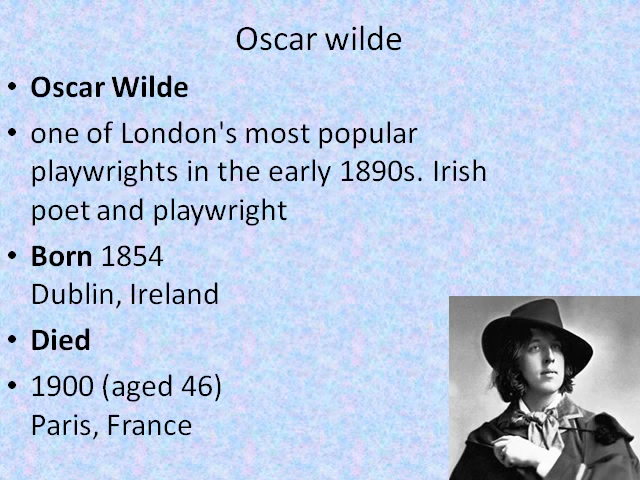 Oscar wilde
• Oscar Wilde
• one of London's most popular
playwrights in the early 1890s. Irish
poet and playwright
• Born 1854
Dublin, Ireland
• Died
• 1900 (aged 46)
Paris, France